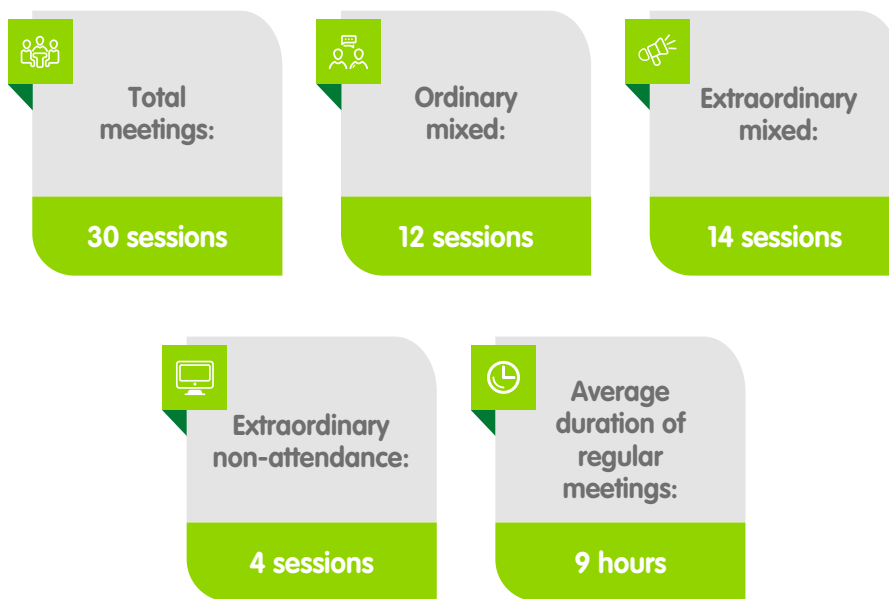 Total
meetings:
30 sessions
Ordinary
mixed:
12 sessions
Extraordinary
mixed:
14 sessions
Extraordinary
non-attendance:
4 sessions
Average
duration of
regular
meetings:
9 hours